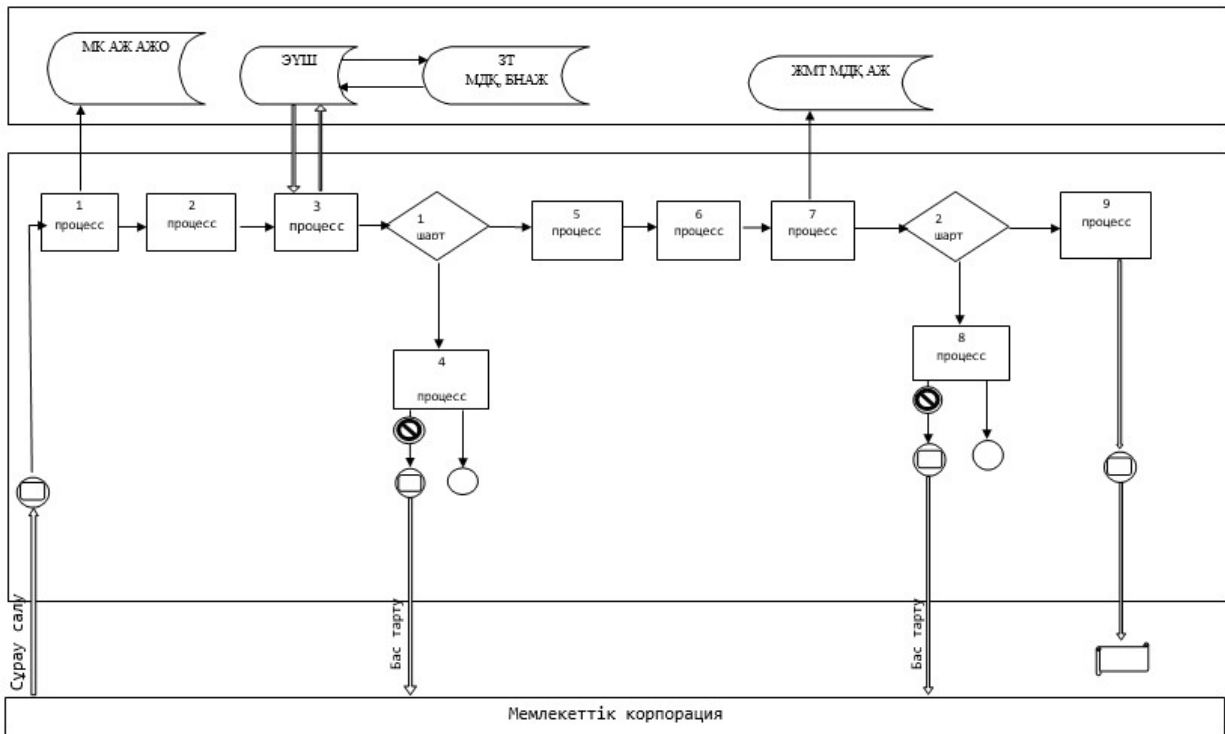 МК АЖ АЖО
ЭҮШ
ЗТ
МДҚ, БНАЖ
ЖМТ МДҚ АЖ
1
процесс
2
процесс
3
процесс
1
шарт
5
процесс
6
процесс
7
процесс
2
шарт
9
процесс
4
процесс
8
процесс
Сұрау салу
Бас тарту
Бас тарту
Мемлекеттік корпорация